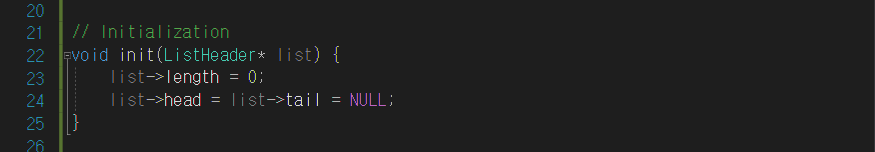 20
21 // Initialization
22 void init(ListHeader* list) {
23 list->length = 0;
24 list->head = list->tail = NULL;
25 }
26